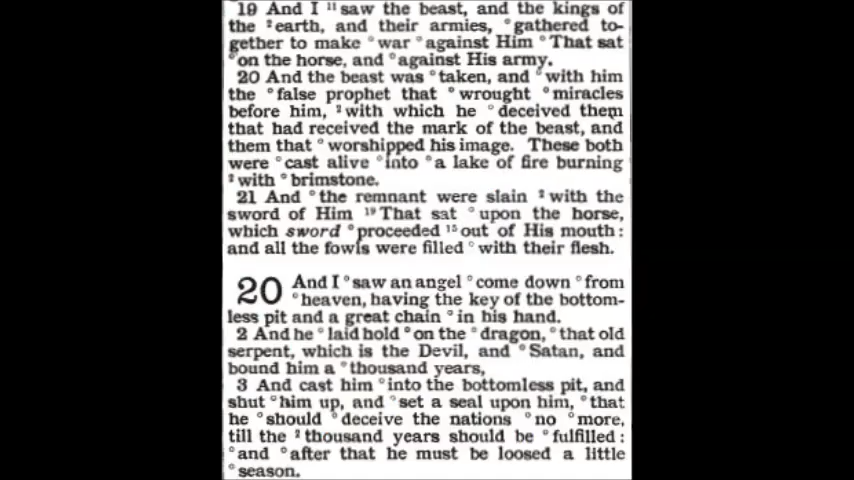 19 And I ¹¹ saw the beast, and the kings of
the ² earth, and their armies, °gathered to-
gether to make °war °against Him °That sat
°on the horse, and °against His army.
20 And the beast was °taken, and °with him
the °false prophet that °wrought °miracles
before him, ² with which he °deceived them
that had received the mark of the beast, and
them that °worshipped his image. These both
were °cast alive °into °a lake of fire burning
² with °brimstone.
21 And °the remnant were slain ² with the
sword of Him ¹⁹ That sat °upon the horse,
which sword °proceeded ¹⁵ out of His mouth:
and all the fowls were filled °with their flesh.
20 And I °saw an angel °come down °from
°heaven, having the key of the bottom-
less pit and a great chain °in his hand.
2 And he °laid hold °on the °dragon, °that old
serpent, which is the Devil, and °Satan, and
bound him a °thousand years,
3 And cast him °into the bottomless pit, and
shut °him up, and °set a seal upon him, °that
he °should °deceive the nations °no °more,
till the ² thousand years should be °fulfilled:
°and °after that he must be loosed a little
°season.